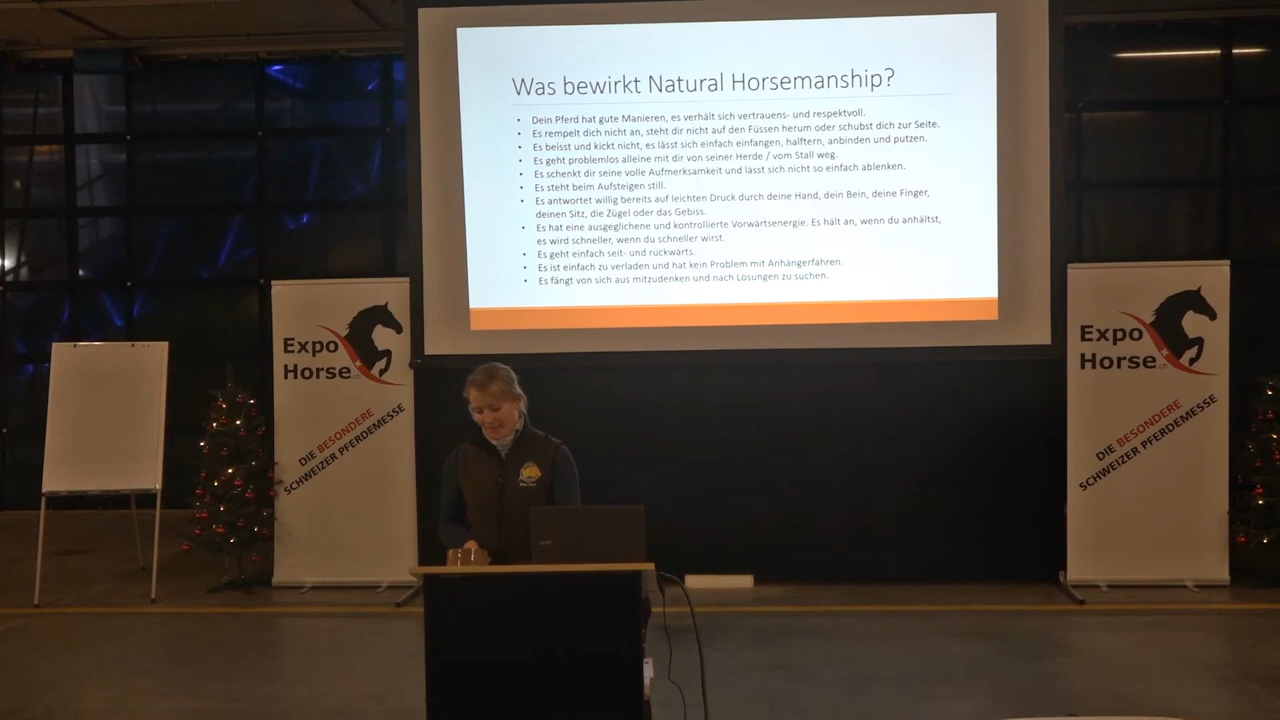 Was bewirkt Natural Horsemanship?
• Dein Pferd hat gute Manieren, es verhält sich vertrauens- und respektvoll.
• Es rempelt dich nicht an, steht dir nicht auf den Füssen herum oder schubst dich zur Seite.
• Es beisst und kickt nicht, es lässt sich einfach einfangen, halftern, anbinden und putzen.
• Es geht problemlos alleine mit dir von seiner Herde / vom Stall weg.
• Es schenkt dir seine volle Aufmerksamkeit und lässt sich nicht so einfach ablenken.
• Es steht beim Aufsteigen still.
• Es antwortet willig bereits auf leichten Druck durch deine Hand, dein Bein, deine Finger,
deinen Sitz, die Zügel oder das Gebiss.
• Es hat eine ausgeglichene und kontrollierte Vorwärtsenergie. Es hält an, wenn du anhältst,
es wird schneller, wenn du schneller wirst.
• Es geht einfach seit- und rückwärts.
• Es ist einfach zu verladen und hat kein Problem mit Anhängerfahren.
• Es fängt von sich aus mitzudenken und nach Lösungen zu suchen.
Expo
Horse.ch
DIE BESONDERE
SCHWEIZER PFERDEMESSE
Expo
Horse.ch
DIE BESONDERE
SCHWEIZER PFERDEMESSE